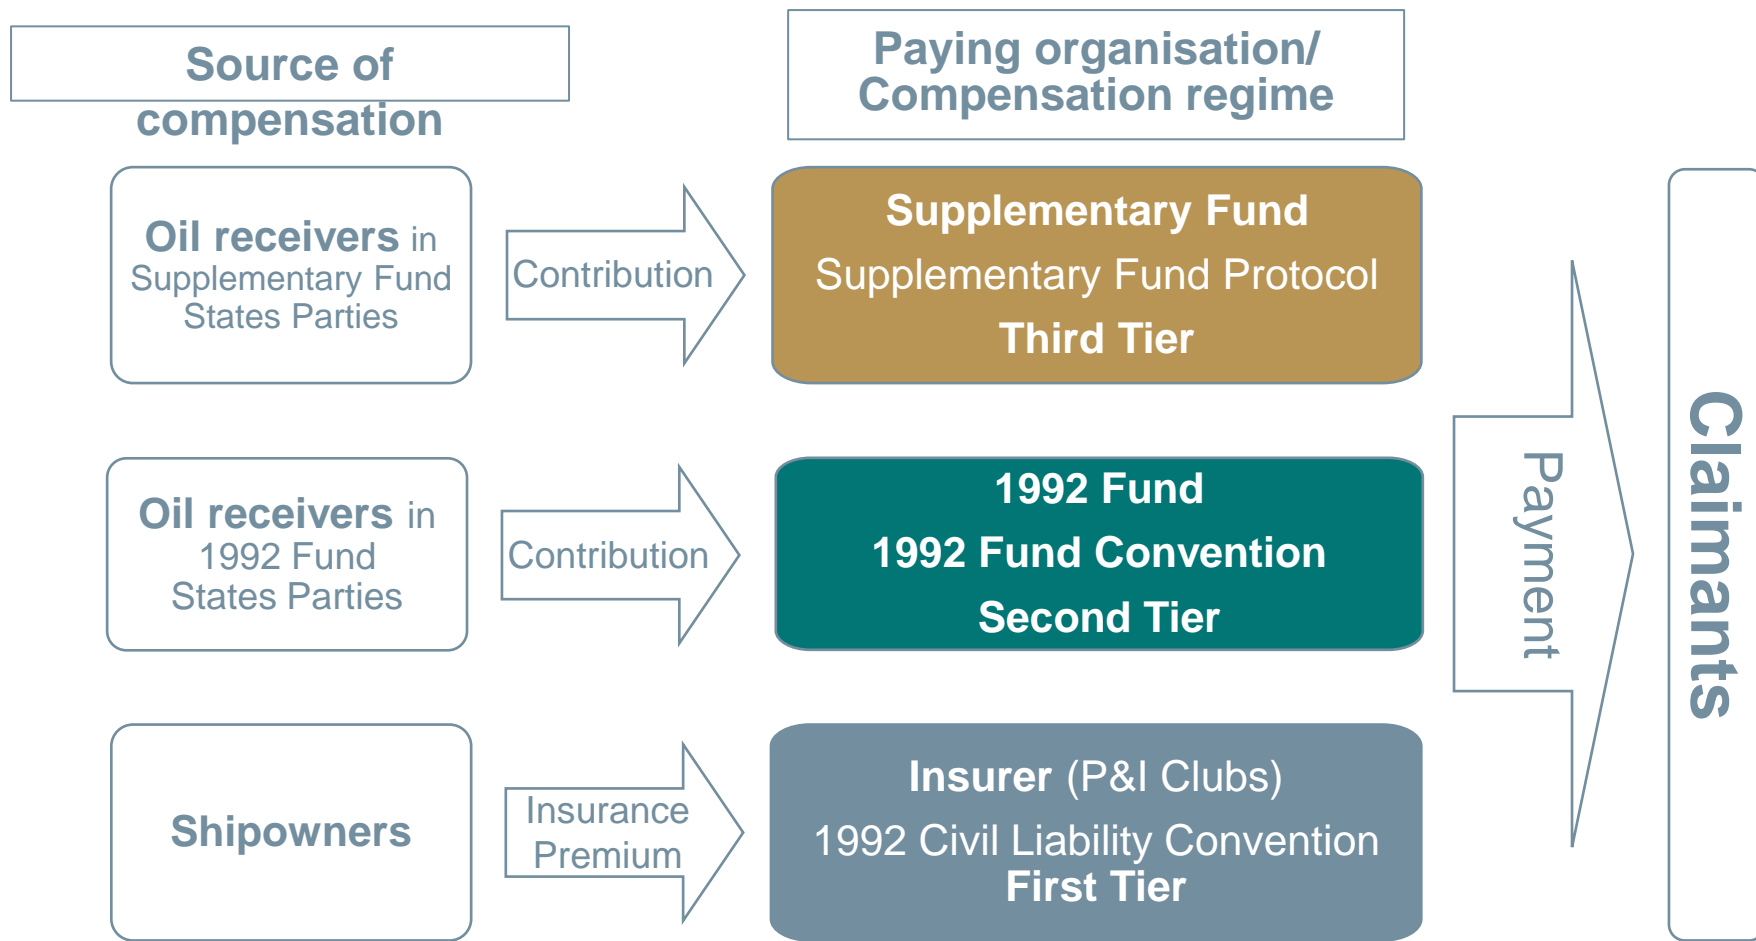 Source of
compensation
Paying organisation/
Compensation regime
Oil receivers in
Supplementary Fund
States Parties
Contribution
Supplementary Fund
Supplementary Fund Protocol
Third Tier
Oil receivers in
1992 Fund
States Parties
Contribution
1992 Fund
1992 Fund Convention
Second Tier
Shipowners
Insurance
Premium
Insurer (P&I Clubs)
1992 Civil Liability Convention
First Tier
Payment
Claimants